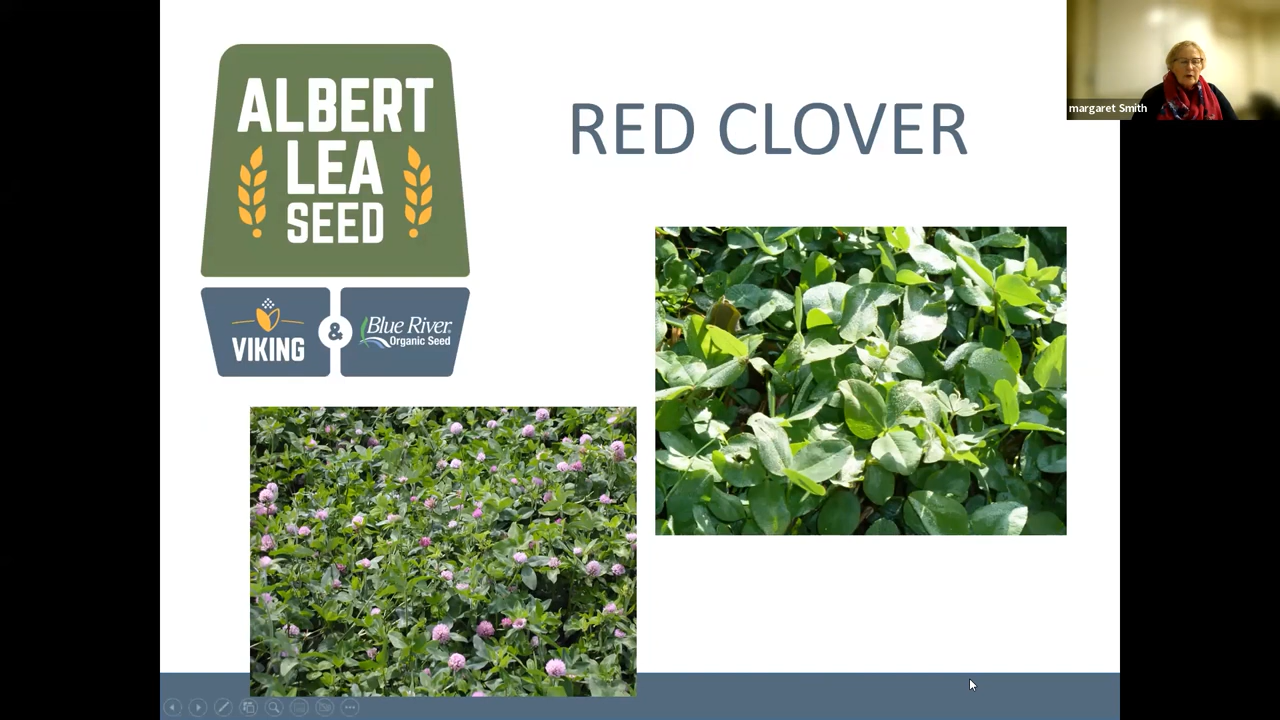 ALBERT
LEA
SEED
VIKING
&
Blue River®
Organic Seed
RED CLOVER
margaret Smith